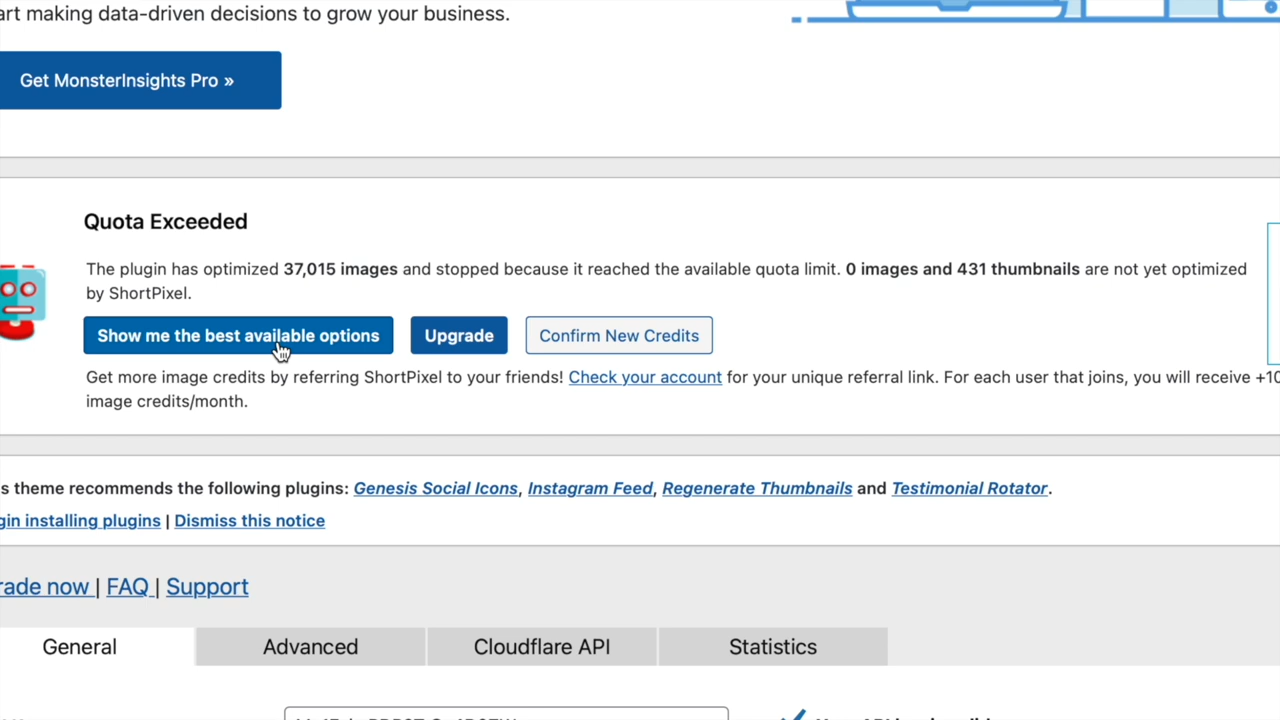 art making data-driven decisions to grow your business.
Get MonsterInsights Pro »
Quota Exceeded
The plugin has optimized 37,015 images and stopped because it reached the available quota limit. 0 images and 431 thumbnails are not yet optimized
by ShortPixel.
Show me the best available options Upgrade Confirm New Credits
Get more image credits by referring ShortPixel to your friends! Check your account for your unique referral link. For each user that joins, you will receive +10
image credits/month.
s theme recommends the following plugins: Genesis Social Icons, Instagram Feed, Regenerate Thumbnails and Testimonial Rotator.
gin installing plugins | Dismiss this notice
rade now | FAQ | Support
General Advanced Cloudflare API Statistics